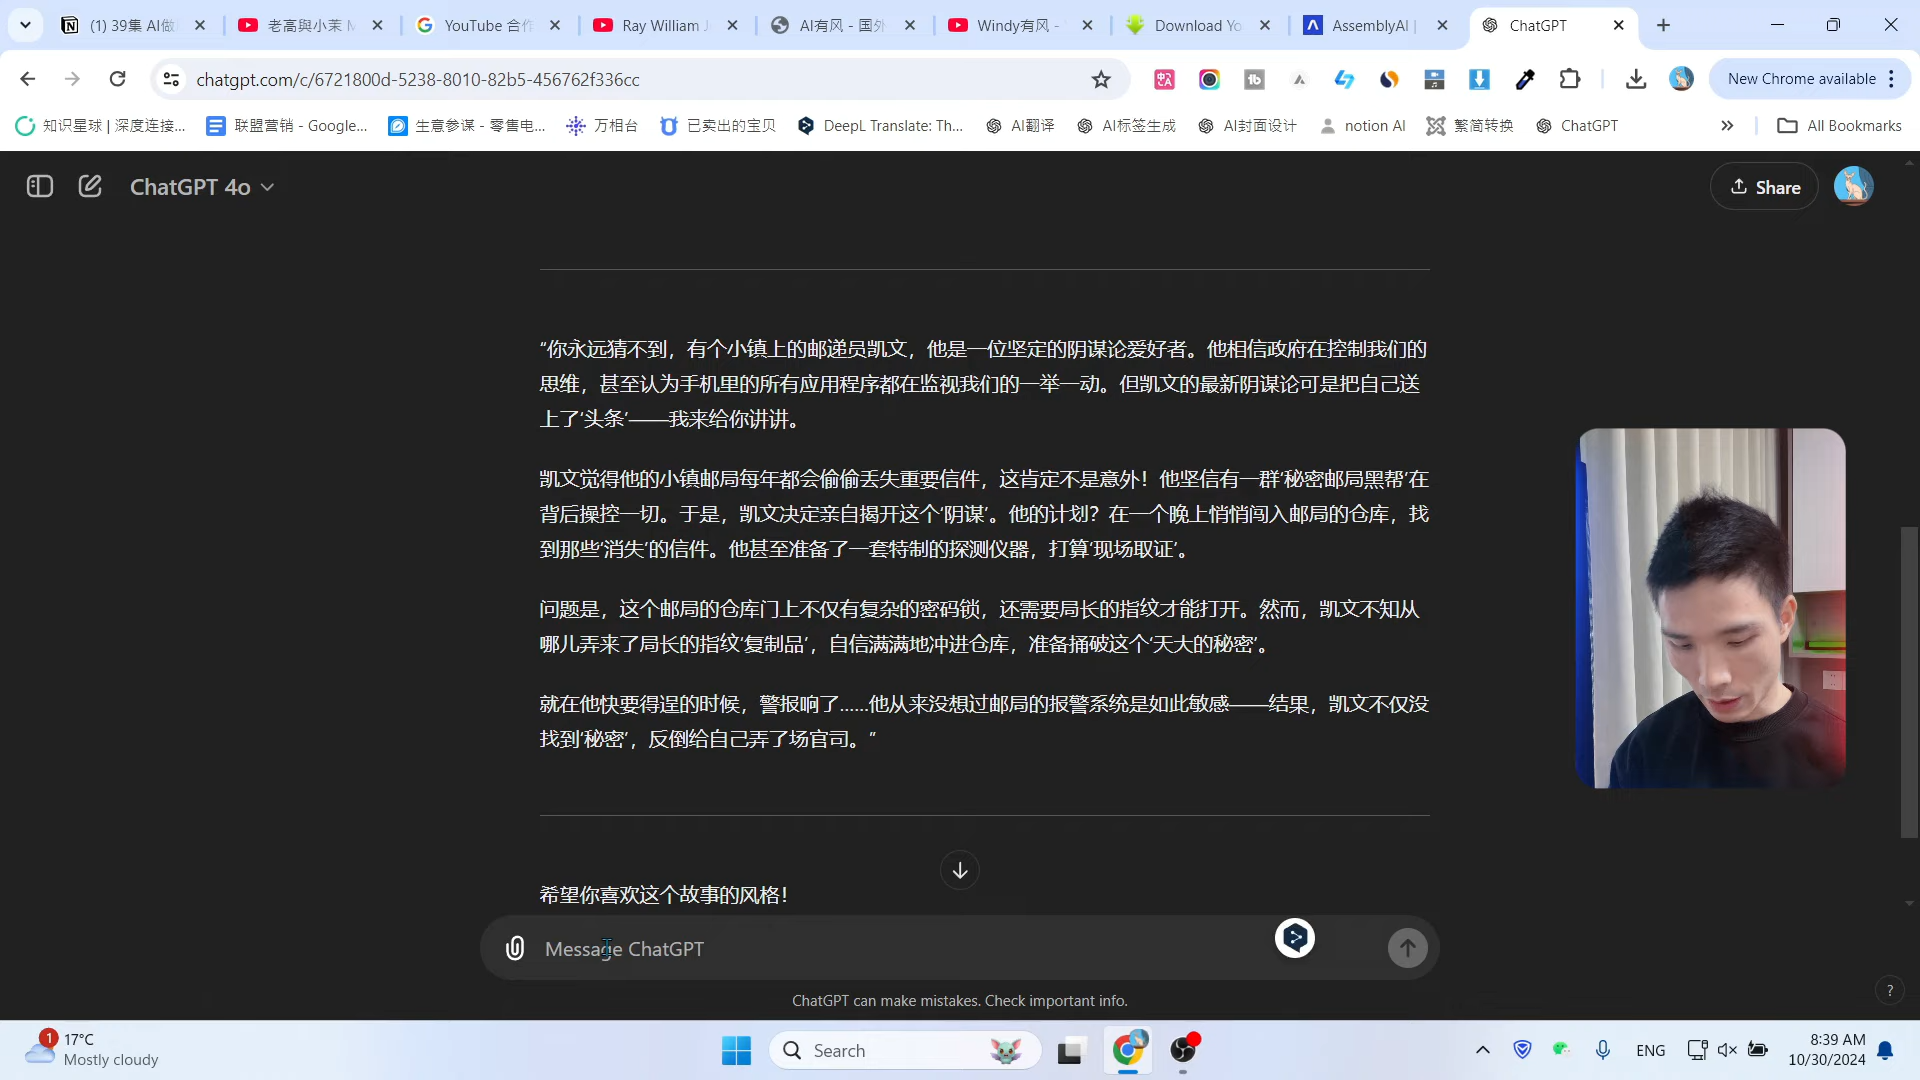 (1) 39集 AI做
老高與小茉 M
YouTube 合作
Ray William J
AI有风 - 国外
Windy有风 -
Download Yo
AssemblyAI |
ChatGPT
chatgpt.com/c/6721800d-5238-8010-82b5-456762f336cc
New Chrome available
知识星球 | 深度连接...
联盟营销 - Google...
生意参谋 - 零售电...
万相台
已卖出的宝贝
DeepL Translate: Th...
AI翻译
AI标签生成
AI封面设计
notion AI
繁简转换
ChatGPT
All Bookmarks
ChatGPT 4o
Share
“你永远猜不到，有个小镇上的邮递员凯文，他是一位坚定的阴谋论爱好者。他相信政府在控制我们的
思维，甚至认为手机里的所有应用程序都在监视我们的一举一动。但凯文的最新阴谋论可是把自己送
上了‘头条’——我来给你讲讲。
凯文觉得他的小镇邮局每年都会偷偷丢失重要信件，这肯定不是意外！他坚信有一群‘秘密邮局黑帮’在
背后操控一切。于是，凯文决定亲自揭开这个‘阴谋’。他的计划？在一个晚上悄悄闯入邮局的仓库，找
到那些‘消失’的信件。他甚至准备了一套特制的探测仪器，打算‘现场取证’。
问题是，这个邮局的仓库门上不仅有复杂的密码锁，还需要局长的指纹才能打开。然而，凯文不知从
哪儿弄来了局长的指纹‘复制品’，自信满满地冲进仓库，准备捅破这个‘天大的秘密’。
就在他快要得逞的时候，警报响了……他从来没想过邮局的报警系统是如此敏感——结果，凯文不仅没
找到‘秘密’，反倒给自己弄了场官司。”
希望你喜欢这个故事的风格！
Message ChatGPT
ChatGPT can make mistakes. Check important info.
?
1
17°C
Mostly cloudy
Search
ENG
8:39 AM
10/30/2024